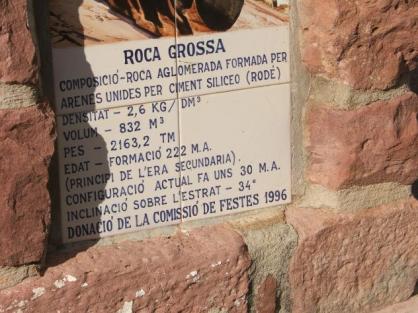 ROCA GROSSA
COMPOSICIÓ-ROCA AGLOMERADA FORMADA PER
ARENES UNIDES PER CIMENT SILICEO (RODÉ)
DENSITAT - 2,6 KG/DM³
VOLUM - 832 M³
PES - 2163,2 TM
EDAT - FORMACIÓ 222 M.A.
(PRINCIPI DE L'ERA SECUNDARIA).
CONFIGURACIÓ ACTUAL FA UNS 30 M.A.
INCLINACIÓ SOBRE L'ESTRAT - 34°
DONACIÓ DE LA COMISSIÓ DE FESTES 1996